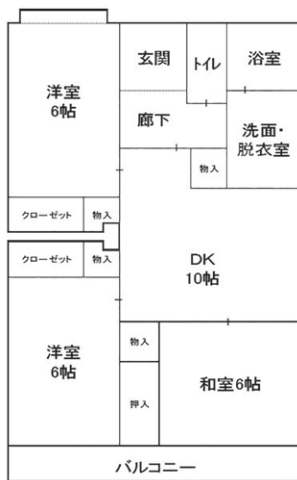 玄関
トイレ
浴室
洋室
6帖
廊下
洗面・
脱衣室
物入
クローゼット
物入
クローゼット
物入
DK
10帖
洋室
6帖
物入
押入
和室6帖
バルコニー